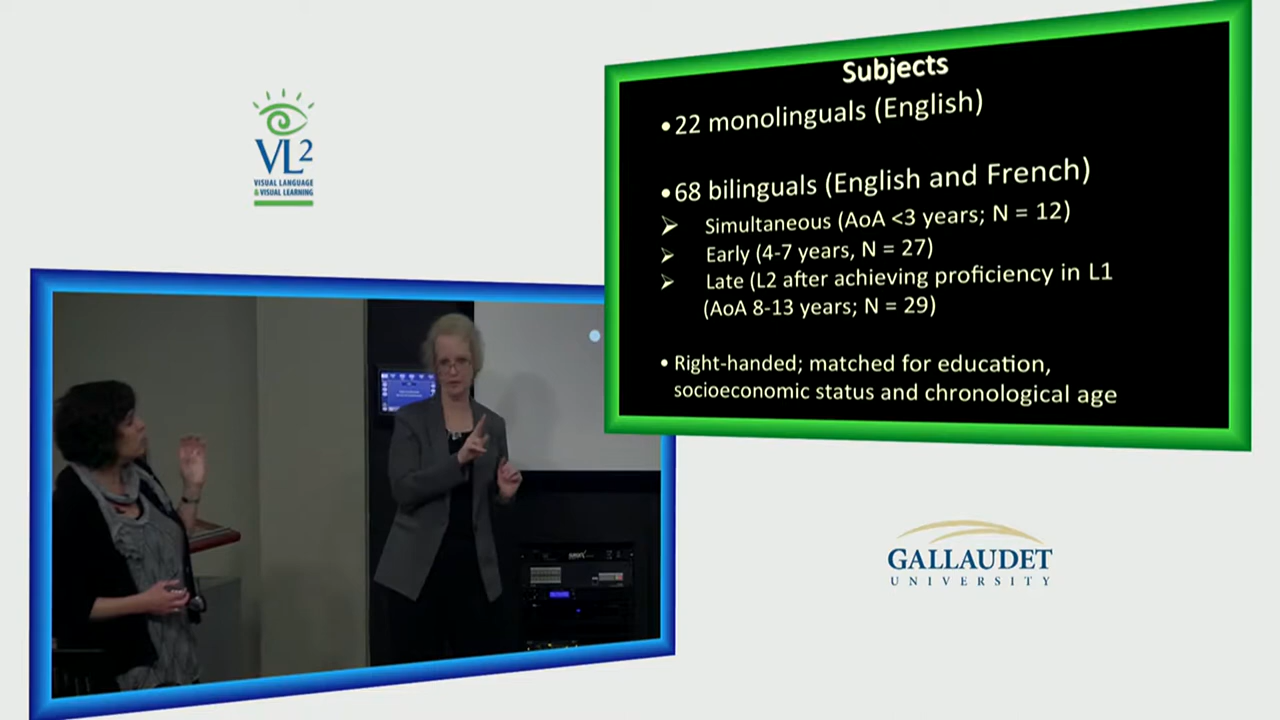 Subjects
•22 monolinguals (English)
•68 bilinguals (English and French)
➢ Simultaneous (AoA <3 years; N = 12)
➢ Early (4-7 years, N = 27)
➢ Late (L2 after achieving proficiency in L1
(AoA 8-13 years; N = 29)
• Right-handed; matched for education,
socioeconomic status and chronological age
VL2
VISUAL LANGUAGE
& VISUAL LEARNING
GALLAUDET
UNIVERSITY